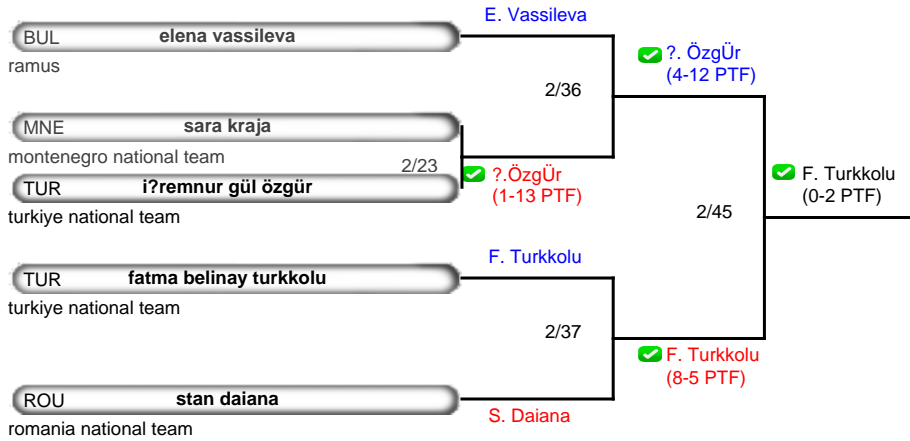 E. Vassileva
BUL elena vassileva
ramus
?. ÖzgÜr
(4-12 PTF)
2/36
MNE sara kraja
montenegro national team
2/23
?.ÖzgÜr
(1-13 PTF)
TUR i?remnur gül özgür
turkiye national team
F. Turkkolu
(0-2 PTF)
2/45
F. Turkkolu
TUR fatma belinay turkkolu
turkiye national team
2/37
F. Turkkolu
(8-5 PTF)
ROU stan daiana
S. Daiana
romania national team